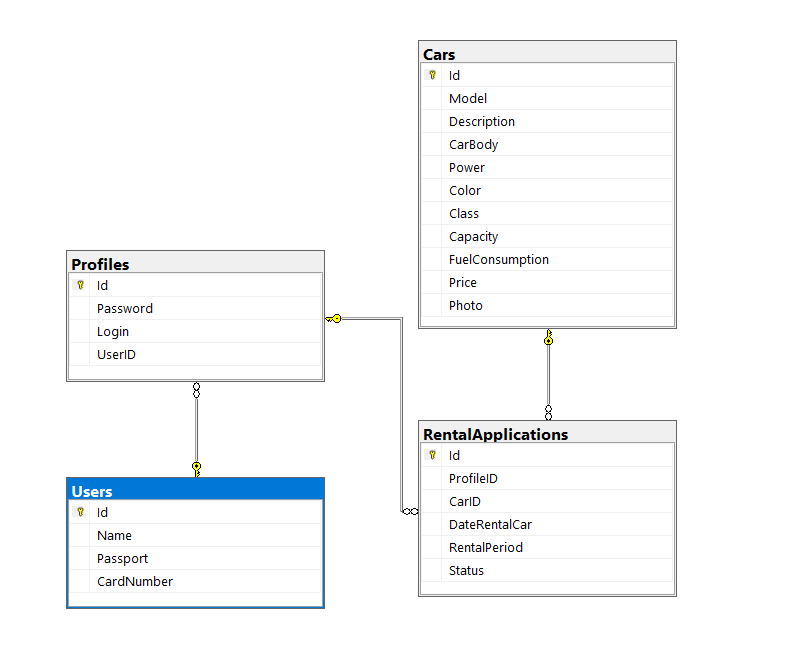 Cars
Id
Model
Description
CarBody
Power
Color
Class
Capacity
FuelConsumption
Price
Photo
Profiles
Id
Password
Login
UserID
Users
Id
Name
Passport
CardNumber
RentalApplications
Id
ProfileID
CarID
DateRentalCar
RentalPeriod
Status